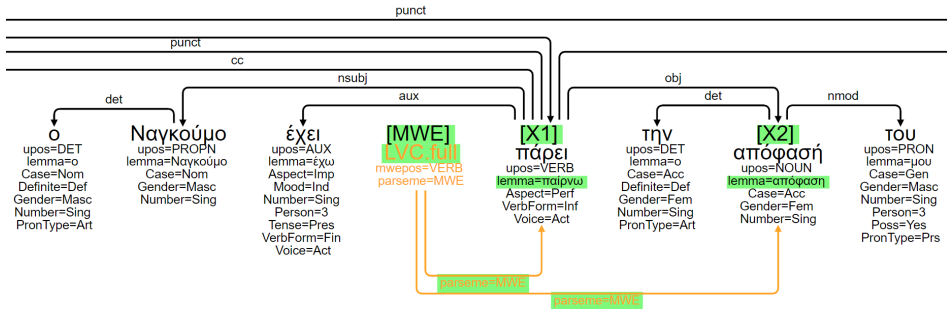 punct
punct
cc
nsubj obj
det aux det nmod
ο Ναγκούμο έχει [MWE] [X1] την [X2] του
LVC.full πάρει απόφασή
upos=DET upos=PROPN upos=AUX mwepos=VERB upos=VERB upos=DET upos=NOUN upos=PRON
lemma=ο lemma=Ναγκούμο lemma=έχω parseme=MWE lemma=παίρνω lemma=ο lemma=απόφαση lemma=μου
Case=Nom Case=Nom Aspect=Imp Aspect=Perf Case=Acc Case=Acc Case=Gen
Definite=Def Gender=Masc Mood=Ind VerbForm=Inf Definite=Def Gender=Fem Gender=Masc
Gender=Masc Number=Sing Number=Sing Voice=Act Gender=Fem Number=Sing Number=Sing
Number=Sing Person=3 Number=Sing Person=3
PronType=Art Tense=Pres PronType=Art Poss=Yes
VerbForm=Fin PronType=Prs
Voice=Act
parseme=MWE
parseme=MWE